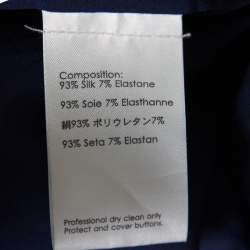 Composition:
93% Silk 7% Elastane
93% Soie 7% Elasthanne
絹93% ポリウレタン7%
93% Seta 7% Elastan
Professional dry clean only
Protect and cover buttons.